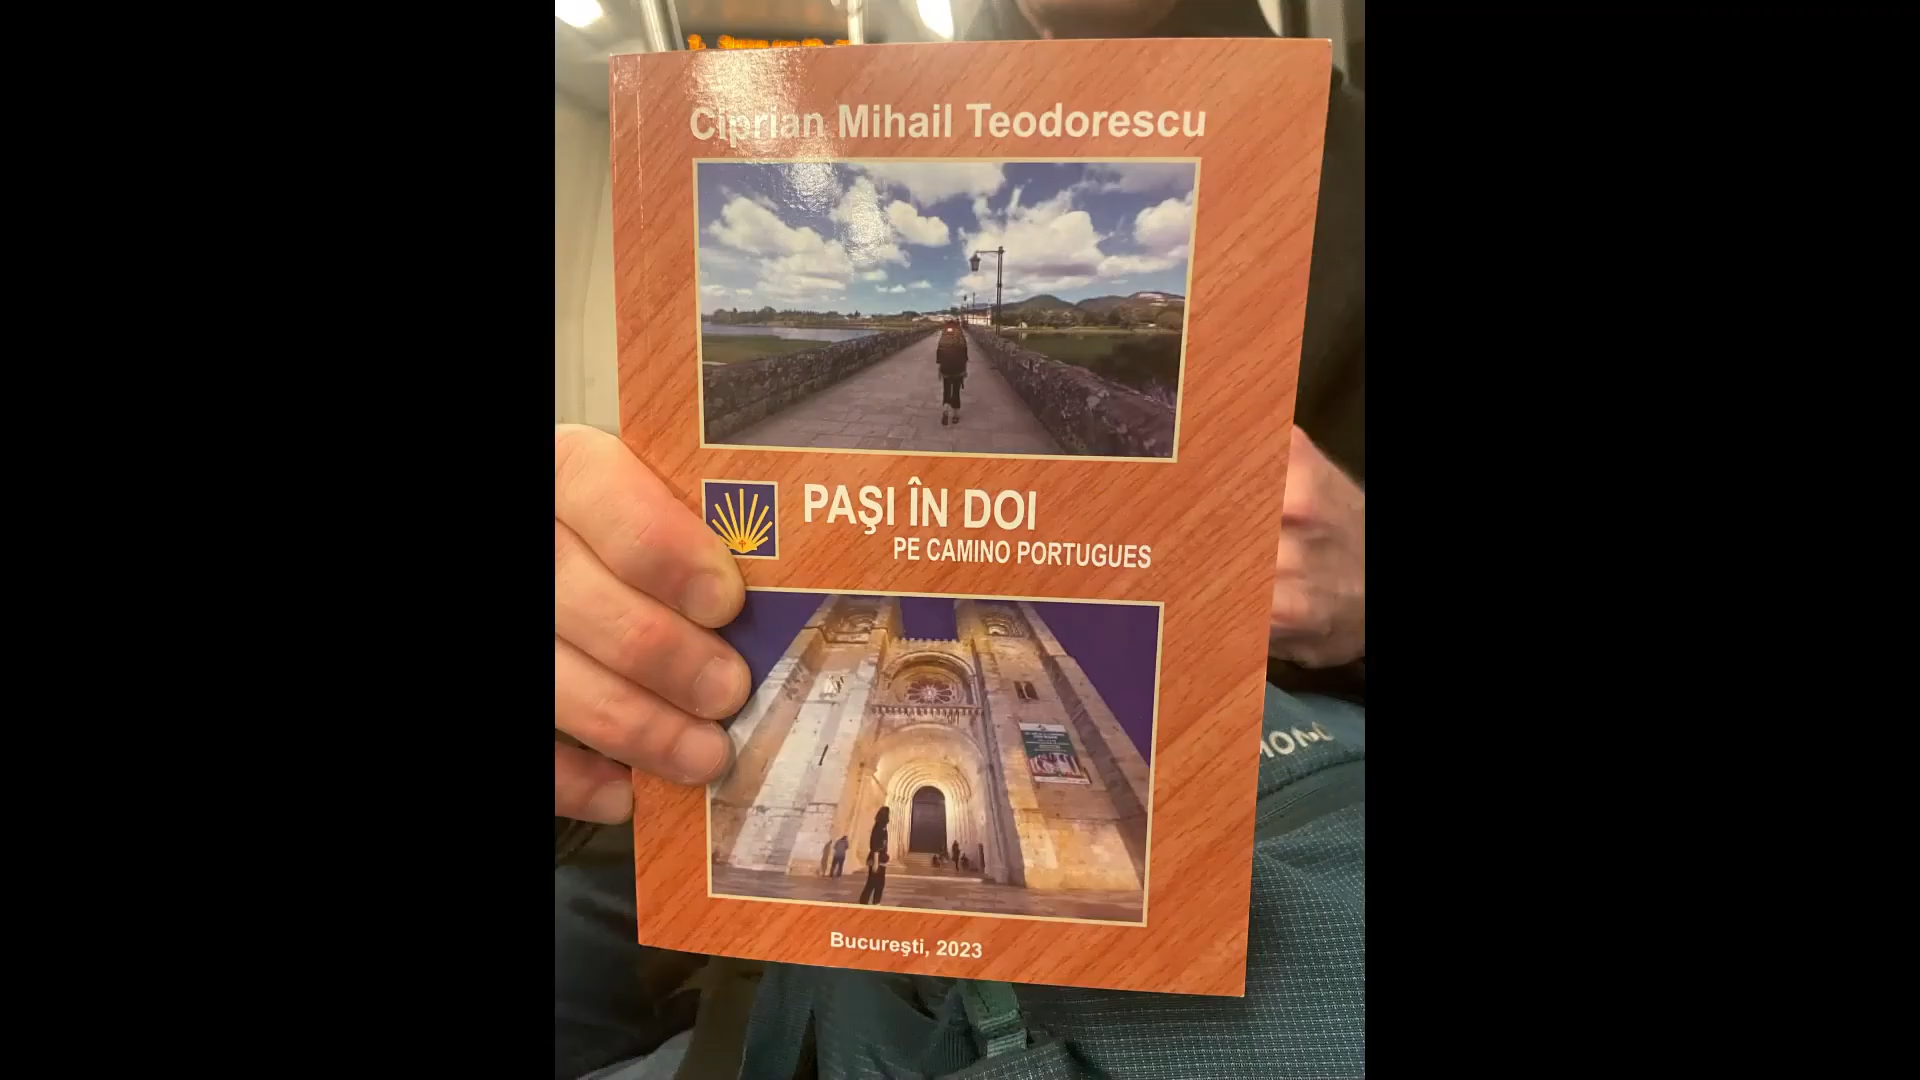 Ciprian Mihail Teodorescu
PAŞI ÎN DOI
PE CAMINO PORTUGUES
Bucureşti, 2023